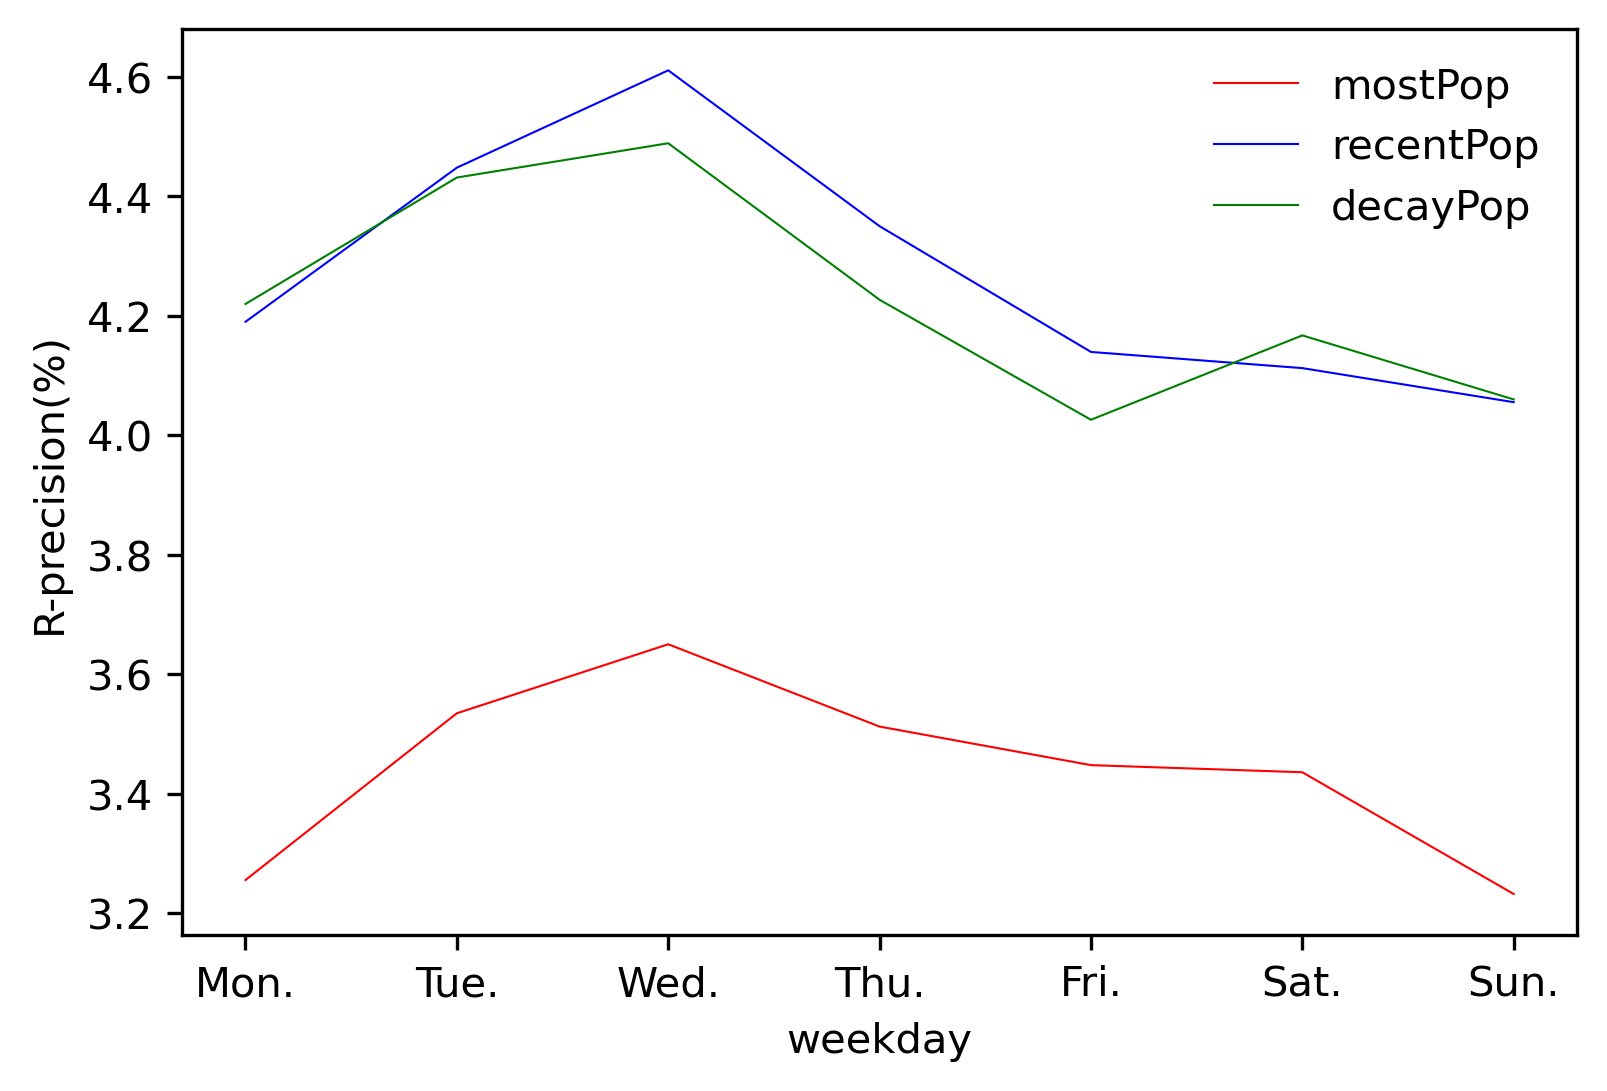 mostPop
recentPop
decayPop
4.6
4.4
4.2
4.0
3.8
3.6
3.4
3.2
R-precision(%)
Mon. Tue. Wed. Thu. Fri. Sat. Sun.
weekday